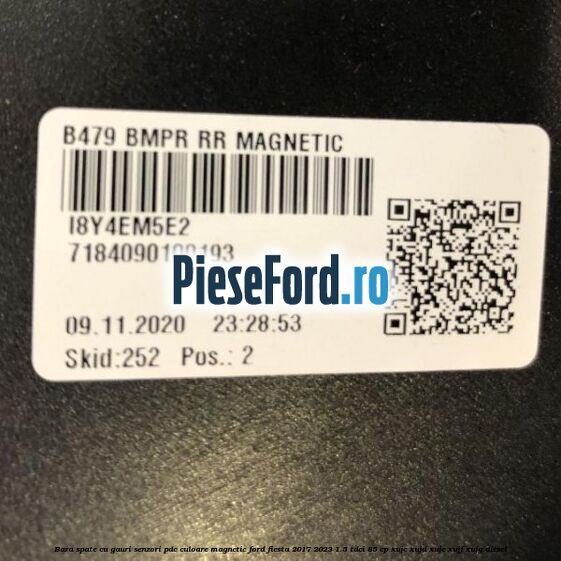 B479 BMPR RR MAGNETIC
I8Y4EM5E2
PieseFord.ro
09.11.2020 23:28:53
Skid:252 Pos.: 2
Bara spate cu gauri senzori pdc culoare magnetic ford fiesta 2017 2023 1.5 tdci 85 cp xujc xujd xuje xujf xujg diesel